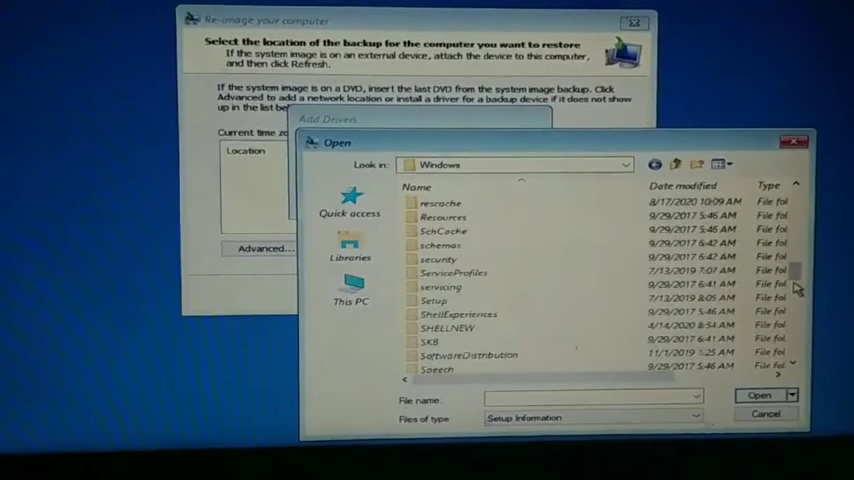 Re-image your computer
Select the location of the backup for the computer you want to restore
If the system image is on an external device, attach the device to this computer,
and then click Refresh.
If the system image is on a DVD, insert the last DVD from the system image backup. Click
Advanced to add a network location or install a driver for a backup device if it does not show
up in the list be
Add Drivers
Current time zo
Location
Advanced...
Open
Look in: Windows
Name Date modified Type
rescache 8/17/2020 10:09 AM File fol
Resources 9/29/2017 5:46 AM File fol
SchCache 9/29/2017 5:46 AM File fol
schemas 9/29/2017 6:42 AM File fol
security 9/29/2017 6:42 AM File fol
ServiceProfiles 7/13/2019 7:07 AM File fol
servicing 9/29/2017 6:41 AM File fol
Setup 7/13/2019 8:05 AM File fol
ShellExperiences 9/29/2017 5:46 AM File fol
SHELLNEW 4/14/2020 8:54 AM File fol
SKB 9/29/2017 6:41 AM File fol
SoftwareDistribution 11/1/2019 1:25 AM File fol
Speech 9/29/2017 5:46 AM File fol
Quick access
Libraries
This PC
File name:
Open
Files of type Setup Information
Cancel